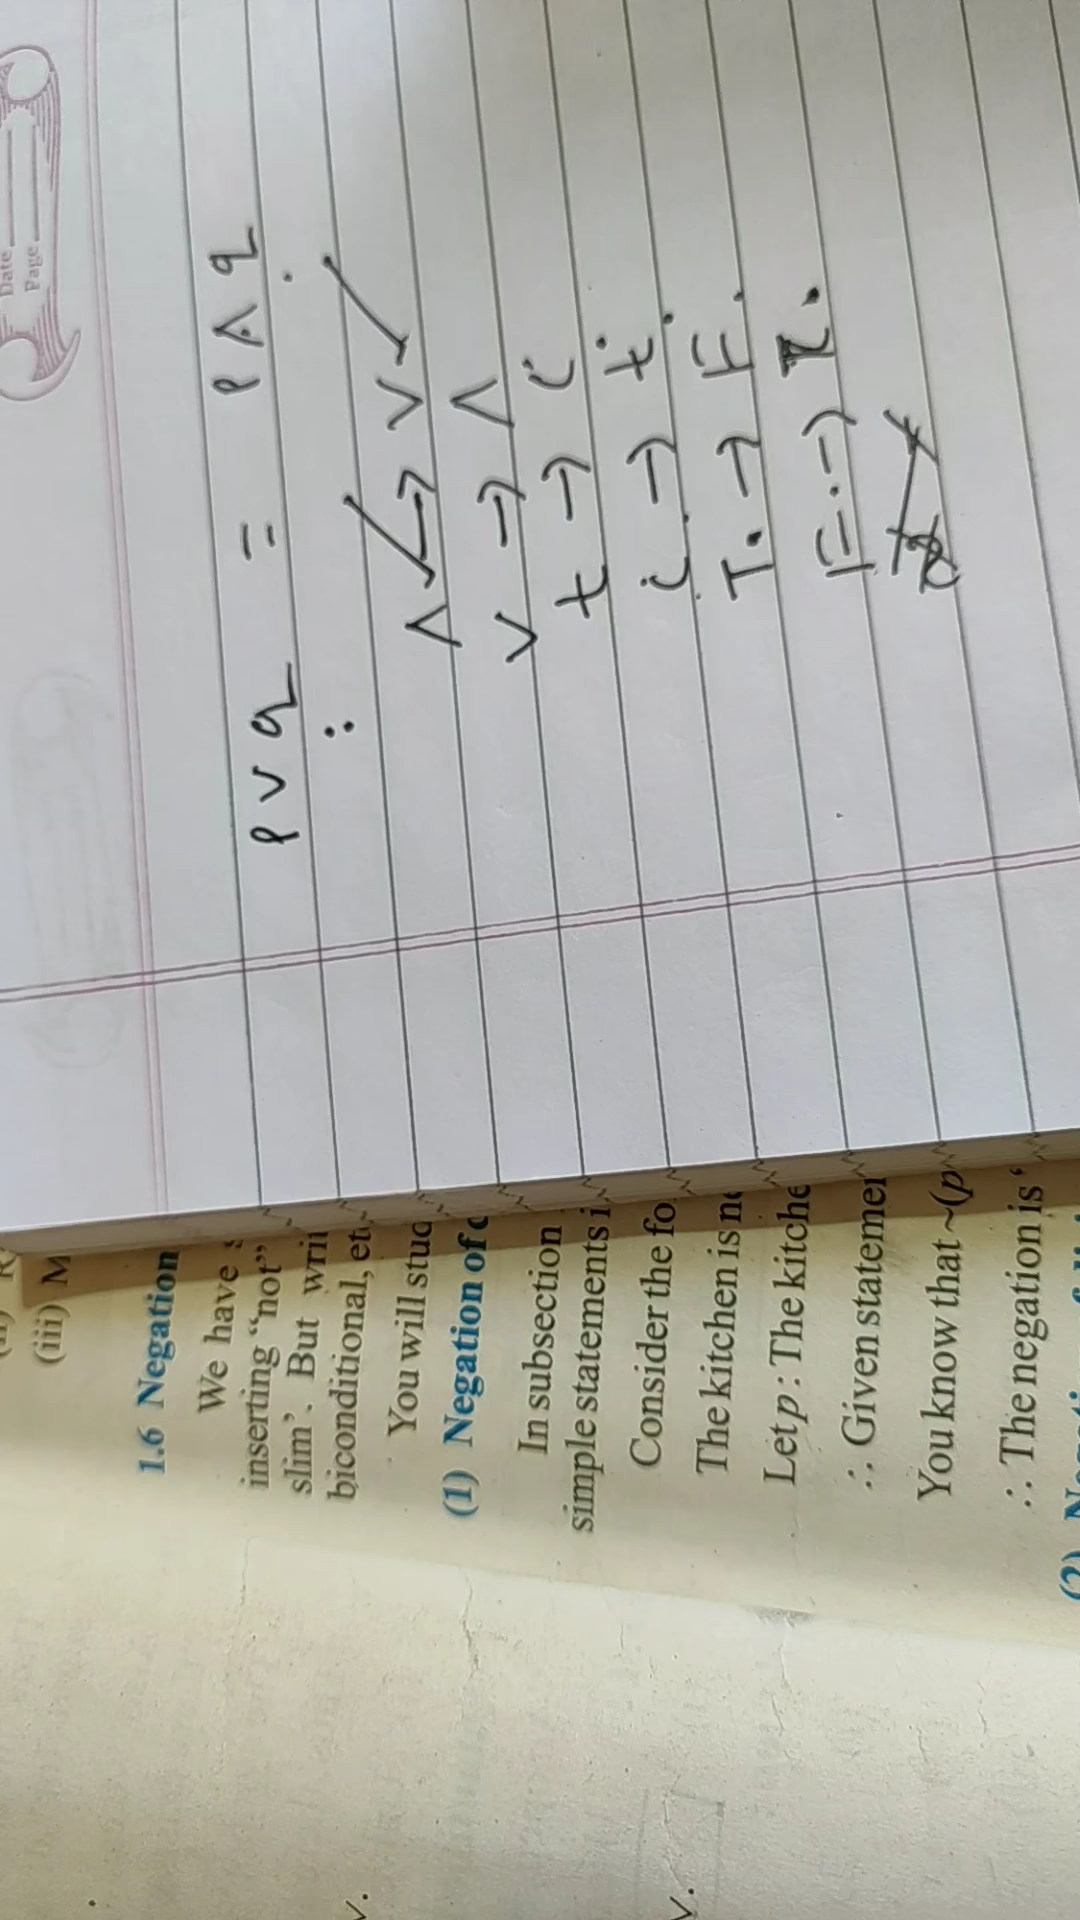 Date
Page
p ∨ q = p ∧ q.
:
∧ → ∨
∨ → ∧
t → c
c → t.
T. → F.
F. → T.
(iii) M
1.6 Negation
We have
inserting “not”
slim’. But wri
biconditional, et
You will stud
(1) Negation of c
In subsection
simple statements i
Consider the fo
The kitchen is ne
Let p : The kitche
∴ Given statemen
You know that ~(p
∴ The negation is ‘
(2)
v.
v.